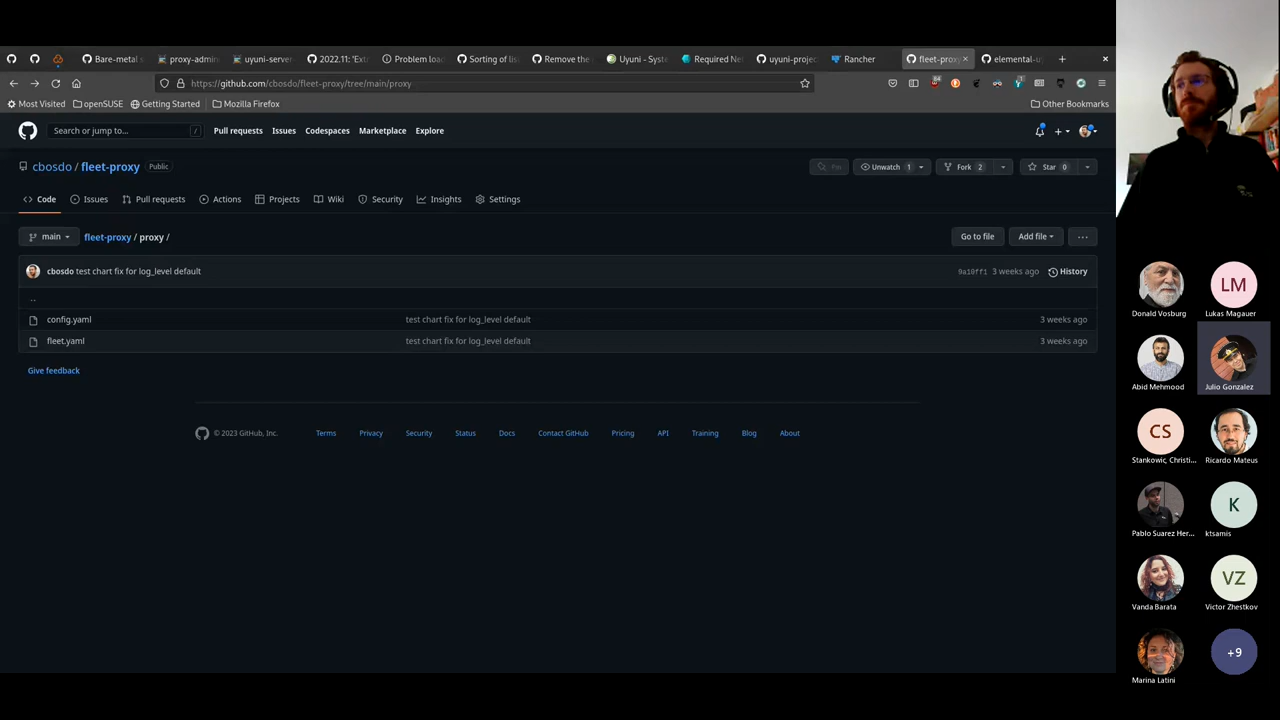 Bare-metal s
proxy-admin
uyuni-server-
2022.11: 'Ext
Problem load
Sorting of lis
Remove the
Uyuni - Syste
Required Net
uyuni-projec
Rancher
fleet-proxy
elemental-u
https://github.com/cbosdo/fleet-proxy/tree/main/proxy
Most Visited
openSUSE
Getting Started
Mozilla Firefox
Other Bookmarks
Search or jump to...
/
Pull requests
Issues
Codespaces
Marketplace
Explore
cbosdo / fleet-proxy
Public
Pin
Unwatch 1
Fork 2
Star 0
Code
Issues
Pull requests
Actions
Projects
Wiki
Security
Insights
Settings
main
fleet-proxy / proxy /
Go to file
Add file
...
cbosdo test chart fix for log_level default
9a10ff1 3 weeks ago
History
..
config.yaml
test chart fix for log_level default
3 weeks ago
fleet.yaml
test chart fix for log_level default
3 weeks ago
Give feedback
© 2023 GitHub, Inc.
Terms
Privacy
Security
Status
Docs
Contact GitHub
Pricing
API
Training
Blog
About
Donald Vosburg
LM
Lukas Magauer
Abid Mehmood
Julio Gonzalez
CS
Stankowic, Christi...
Ricardo Mateus
Pablo Suarez Her...
K
ktsamis
Vanda Barata
VZ
Victor Zhestkov
Marina Latini
+9